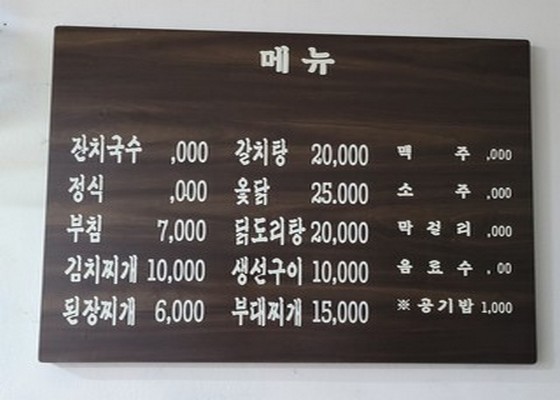 메뉴
잔치국수 ,000
정식 ,000
부침 7,000
김치찌개 10,000
된장찌개 6,000
갈치탕 20,000
옻닭 25.000
닭도리탕 20,000
생선구이 10,000
부대찌개 15,000
맥주 ,000
소주 ,000
막걸리 ,000
음료수 . 00
※공기밥 1,000